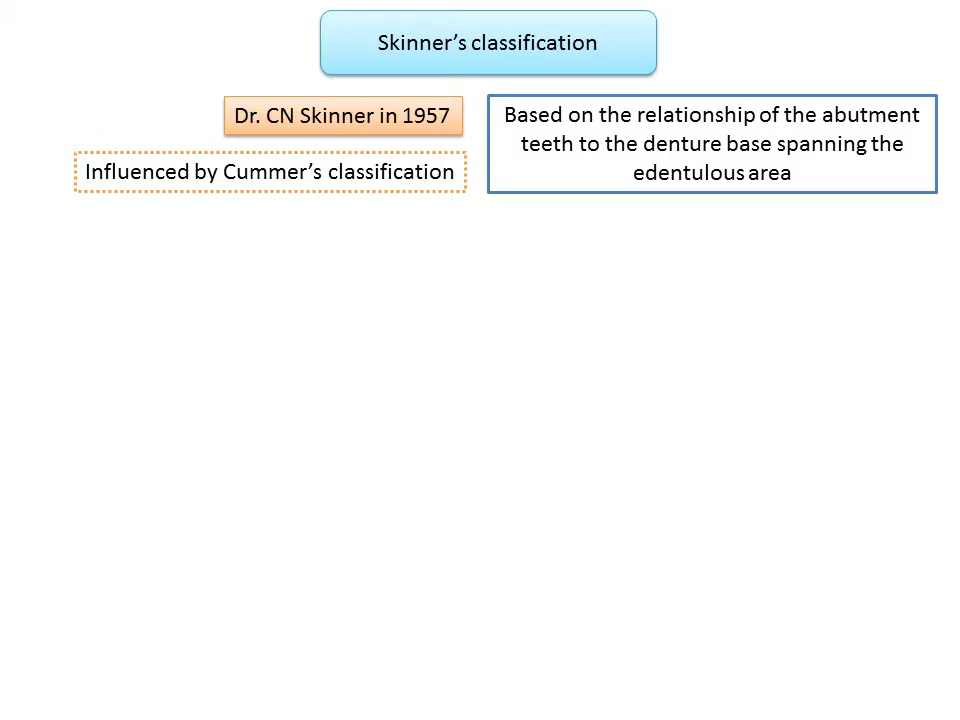 Skinner’s classification
Dr. CN Skinner in 1957
Influenced by Cummer’s classification
Based on the relationship of the abutment
teeth to the denture base spanning the
edentulous area